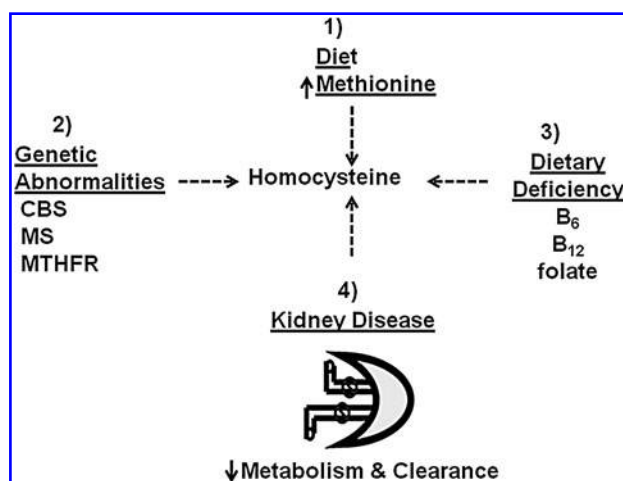 1)
Diet
↑Methionine
2)
Genetic
Abnormalities
CBS
MS
MTHFR
Homocysteine
3)
Dietary
Deficiency
B₆
B₁₂
folate
4)
Kidney Disease
↓Metabolism & Clearance